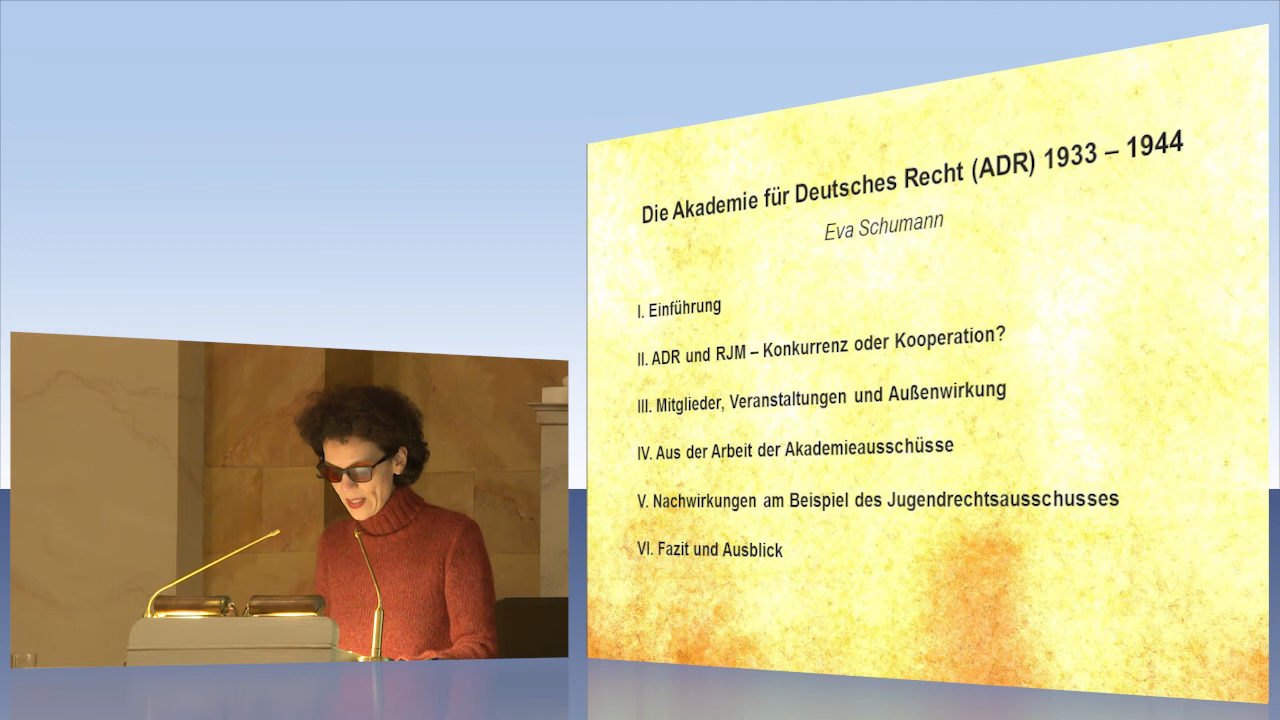 Die Akademie für Deutsches Recht (ADR) 1933 – 1944
Eva Schumann
I. Einführung
II. ADR und RJM – Konkurrenz oder Kooperation?
III. Mitglieder, Veranstaltungen und Außenwirkung
IV. Aus der Arbeit der Akademieausschüsse
V. Nachwirkungen am Beispiel des Jugendrechtsausschusses
VI. Fazit und Ausblick